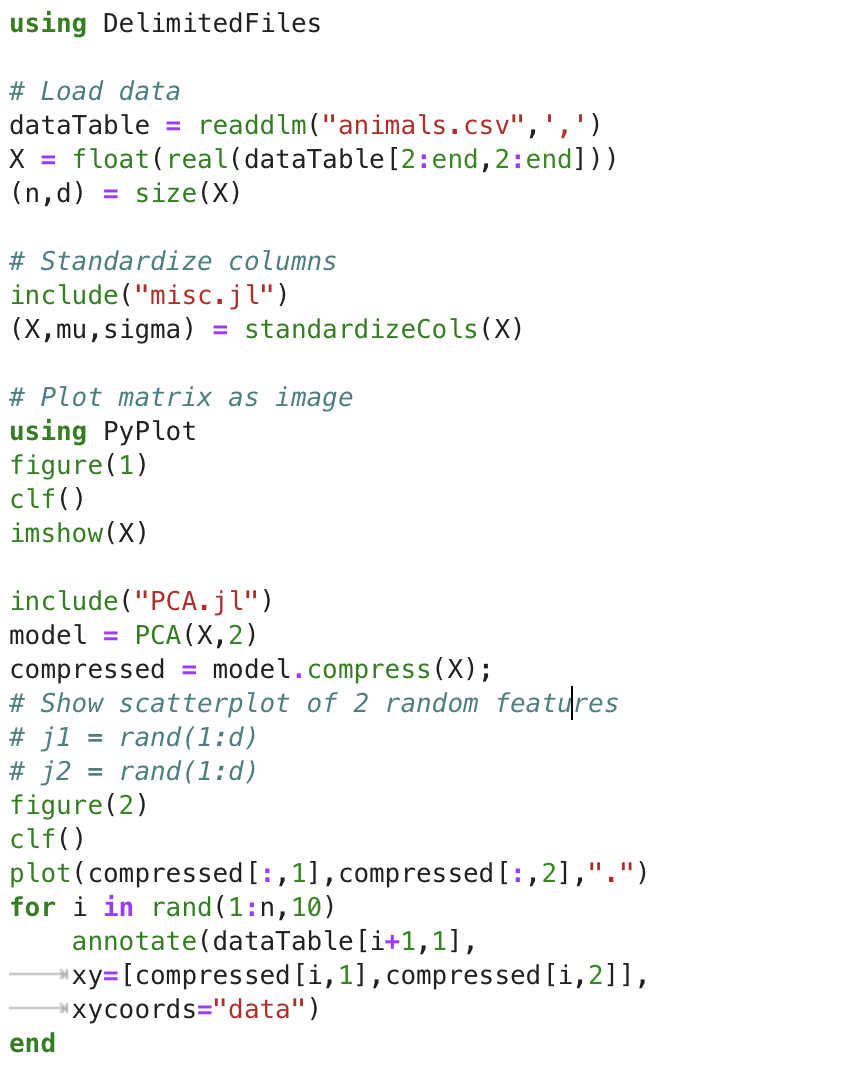 using DelimitedFiles
# Load data
dataTable = readdlm("animals.csv",',')
X = float(real(dataTable[2:end,2:end]))
(n,d) = size(X)
# Standardize columns
include("misc.jl")
(X,mu,sigma) = standardizeCols(X)
# Plot matrix as image
using PyPlot
figure(1)
clf()
imshow(X)
include("PCA.jl")
model = PCA(X,2)
compressed = model.compress(X);
# Show scatterplot of 2 random features
# j1 = rand(1:d)
# j2 = rand(1:d)
figure(2)
clf()
plot(compressed[:,1],compressed[:,2],".")
for i in rand(1:n,10)
    annotate(dataTable[i+1,1],
	xy=[compressed[i,1],compressed[i,2]],
	xycoords="data")
end